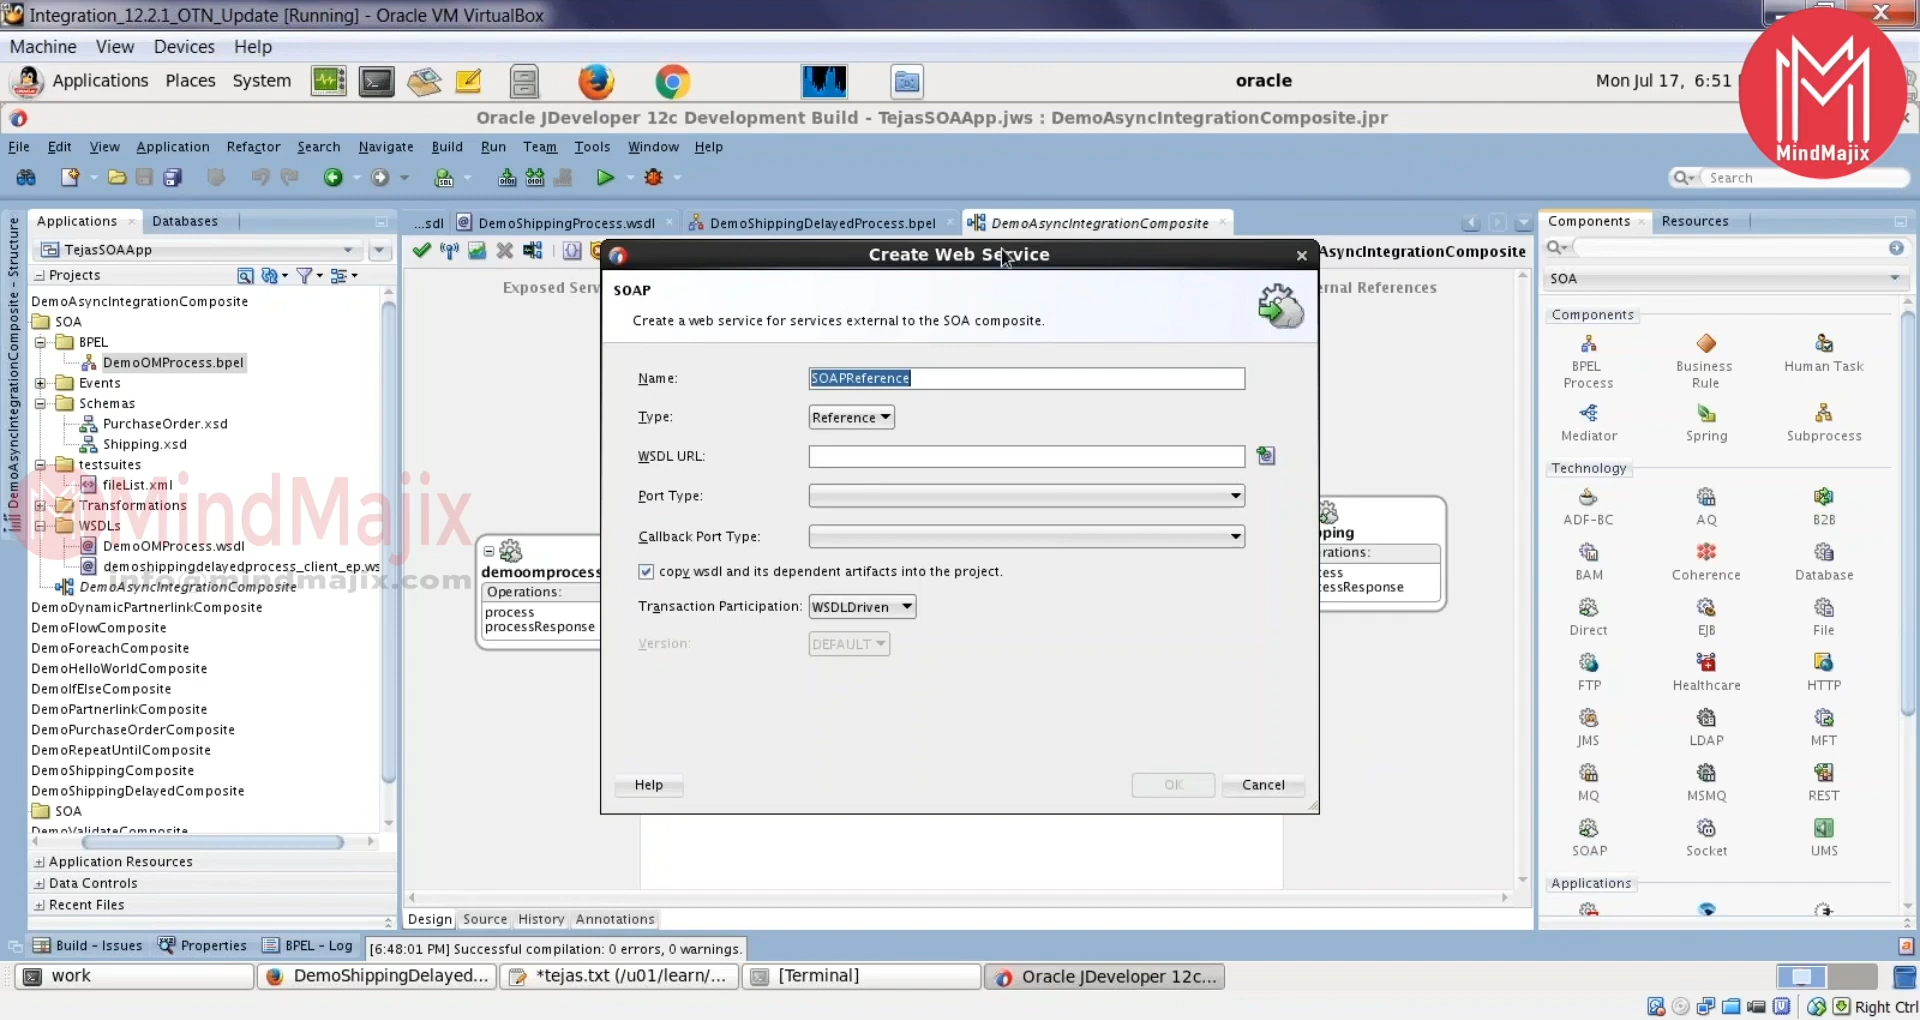 Integration_12.2.1_OTN_Update [Running] - Oracle VM VirtualBox
Machine View Devices Help
Applications Places System oracle Mon Jul 17, 6:51
MindMajix
Oracle JDeveloper 12c Development Build - TejasSOAApp.jws : DemoAsyncIntegrationComposite.jpr
File Edit View Application Refactor Search Navigate Build Run Team Tools Window Help
Search
Applications Databases
...sdl DemoShippingProcess.wsdl DemoShippingDelayedProcess.bpel DemoAsyncIntegrationComposite
Components Resources
TejasSOAApp
Projects
DemoAsyncIntegrationComposite
SOA
BPEL
DemoOMProcess.bpel
Events
Schemas
PurchaseOrder.xsd
Shipping.xsd
testsuites
fileList.xml
Transformations
WSDLs
DemoOMProcess.wsdl
demoshippingdelayedprocess_client_ep.ws
DemoAsyncIntegrationComposite
DemoDynamicPartnerlinkComposite
DemoFlowComposite
DemoForeachComposite
DemoHelloWorldComposite
DemoIfElseComposite
DemoPartnerlinkComposite
DemoPurchaseOrderComposite
DemoRepeatUntilComposite
DemoShippingComposite
DemoShippingDelayedComposite
SOA
DemoValidateComposite
Application Resources
Data Controls
Recent Files
DemoAsyncIntegrationComposite - Structure
MindMajix
info@mindmajix.com
AsyncIntegrationComposite
Exposed Serv
rnal References
demoomprocess
Operations:
process
processResponse
pping
rations:
ess
essResponse
Create Web Service
SOAP
Create a web service for services external to the SOA composite.
Name: SOAPReference
Type: Reference
WSDL URL:
Port Type:
Callback Port Type:
copy wsdl and its dependent artifacts into the project.
Transaction Participation: WSDLDriven
Version: DEFAULT
Help OK Cancel
SOA
Components
BPEL Process
Business Rule
Human Task
Mediator Spring Subprocess
Technology
ADF-BC AQ B2B
BAM Coherence Database
Direct EJB File
FTP Healthcare HTTP
JMS LDAP MFT
MQ MSMQ REST
SOAP Socket UMS
Applications
Design Source History Annotations
Build - Issues Properties BPEL - Log [6:48:01 PM] Successful compilation: 0 errors, 0 warnings.
work DemoShippingDelayed... *tejas.txt (/u01/learn/... [Terminal] Oracle JDeveloper 12c...
Right Ctrl